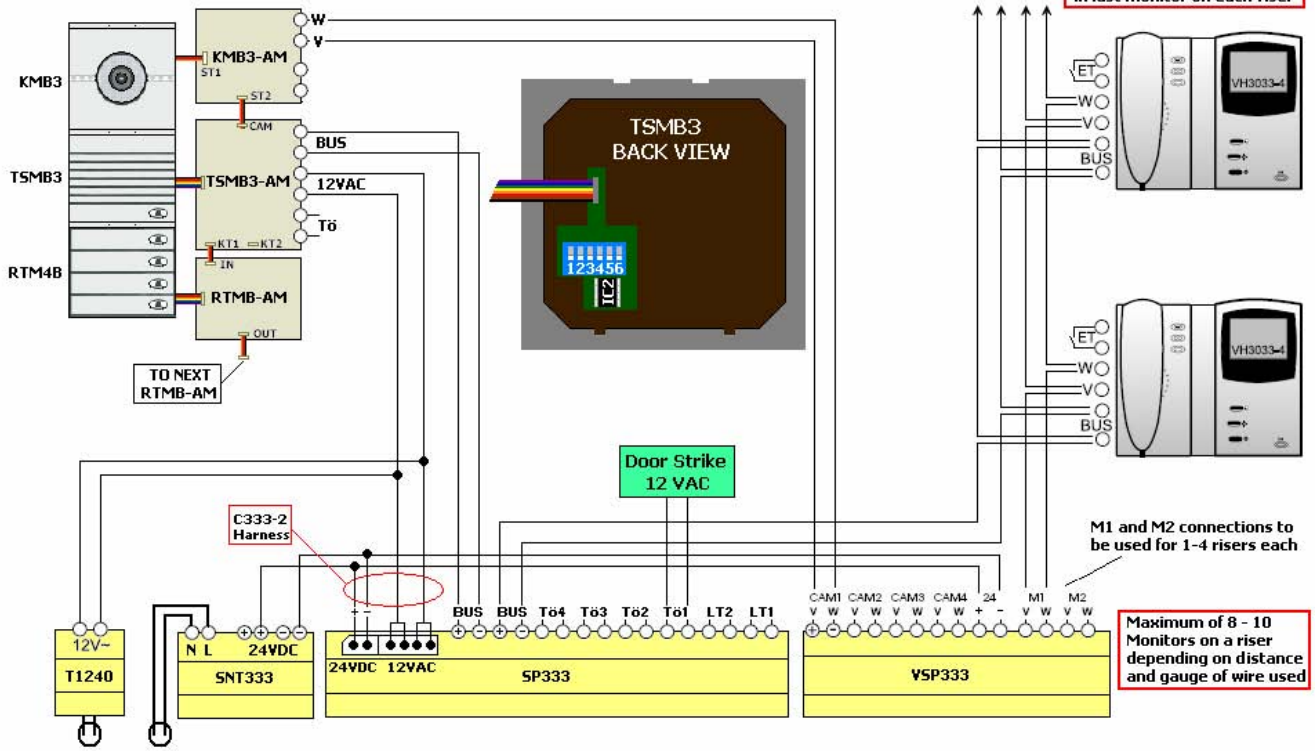 in last monitor on each riser
W
V
KMB3-AM
ST1
ST2
KMB3
CAM
BUS
TSMB3
TSMB3-AM
12VAC
Tö
KT1
KT2
IN
RTM4B
RTMB-AM
OUT
TO NEXT
RTMB-AM
TSMB3
BACK VIEW
123456
IC2
ET
W
V
BUS
VH3033-4
ET
W
V
BUS
VH3033-4
Door Strike
12 VAC
C333-2
Harness
M1 and M2 connections to
be used for 1-4 risers each
+ - BUS BUS Tö4 Tö3 Tö2 Tö1 LT2 LT1
+ - + -
CAM1 CAM2 CAM3 CAM4 24 M1 M2
V W V W V W V W + - V W V W
+ -
12V~
T1240
N L + + - - 24VDC
SNT333
24VDC 12VAC
SP333
VSP333
Maximum of 8 - 10
Monitors on a riser
depending on distance
and gauge of wire used